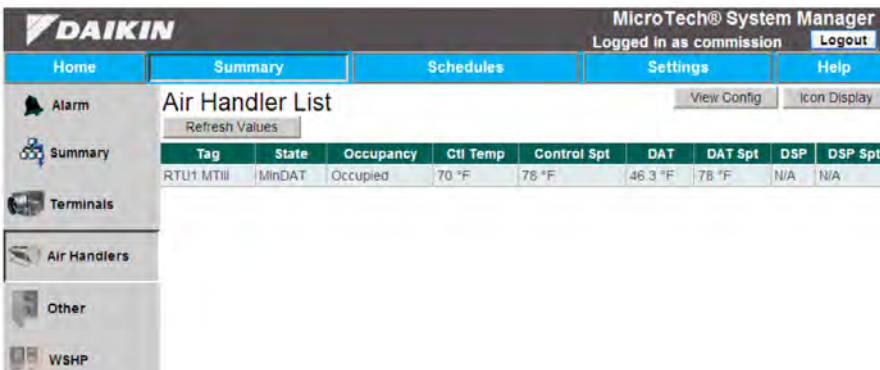 DAIKIN
MicroTech® System Manager
Logged in as commission Logout
Home Summary Schedules Settings Help
Alarm
Summary
Terminals
Air Handlers
Other
WSHP
Air Handler List
View Config Icon Display
Refresh Values
Tag State Occupancy Ctl Temp Control Spt DAT DAT Spt DSP DSP Spt
RTU1 MTIII MinDAT Occupied 70 °F 78 °F 46.3 °F 78 °F N/A N/A